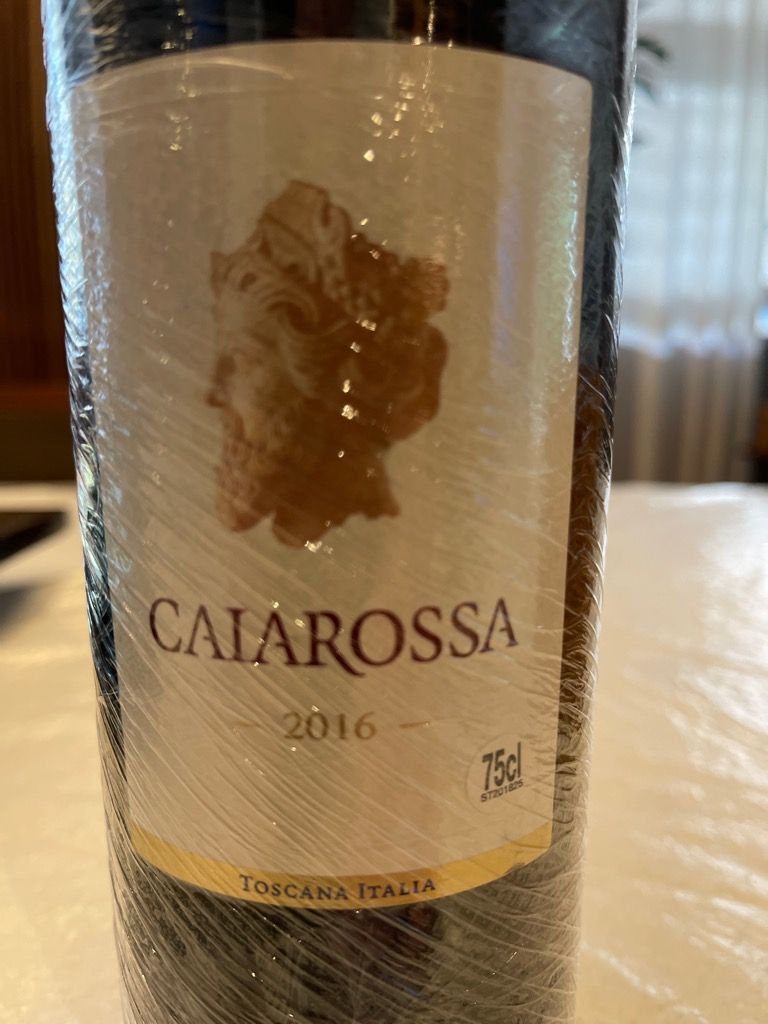 CAIAROSSA
— 2016 —
75cl
ST201825
TOSCANA ITALIA